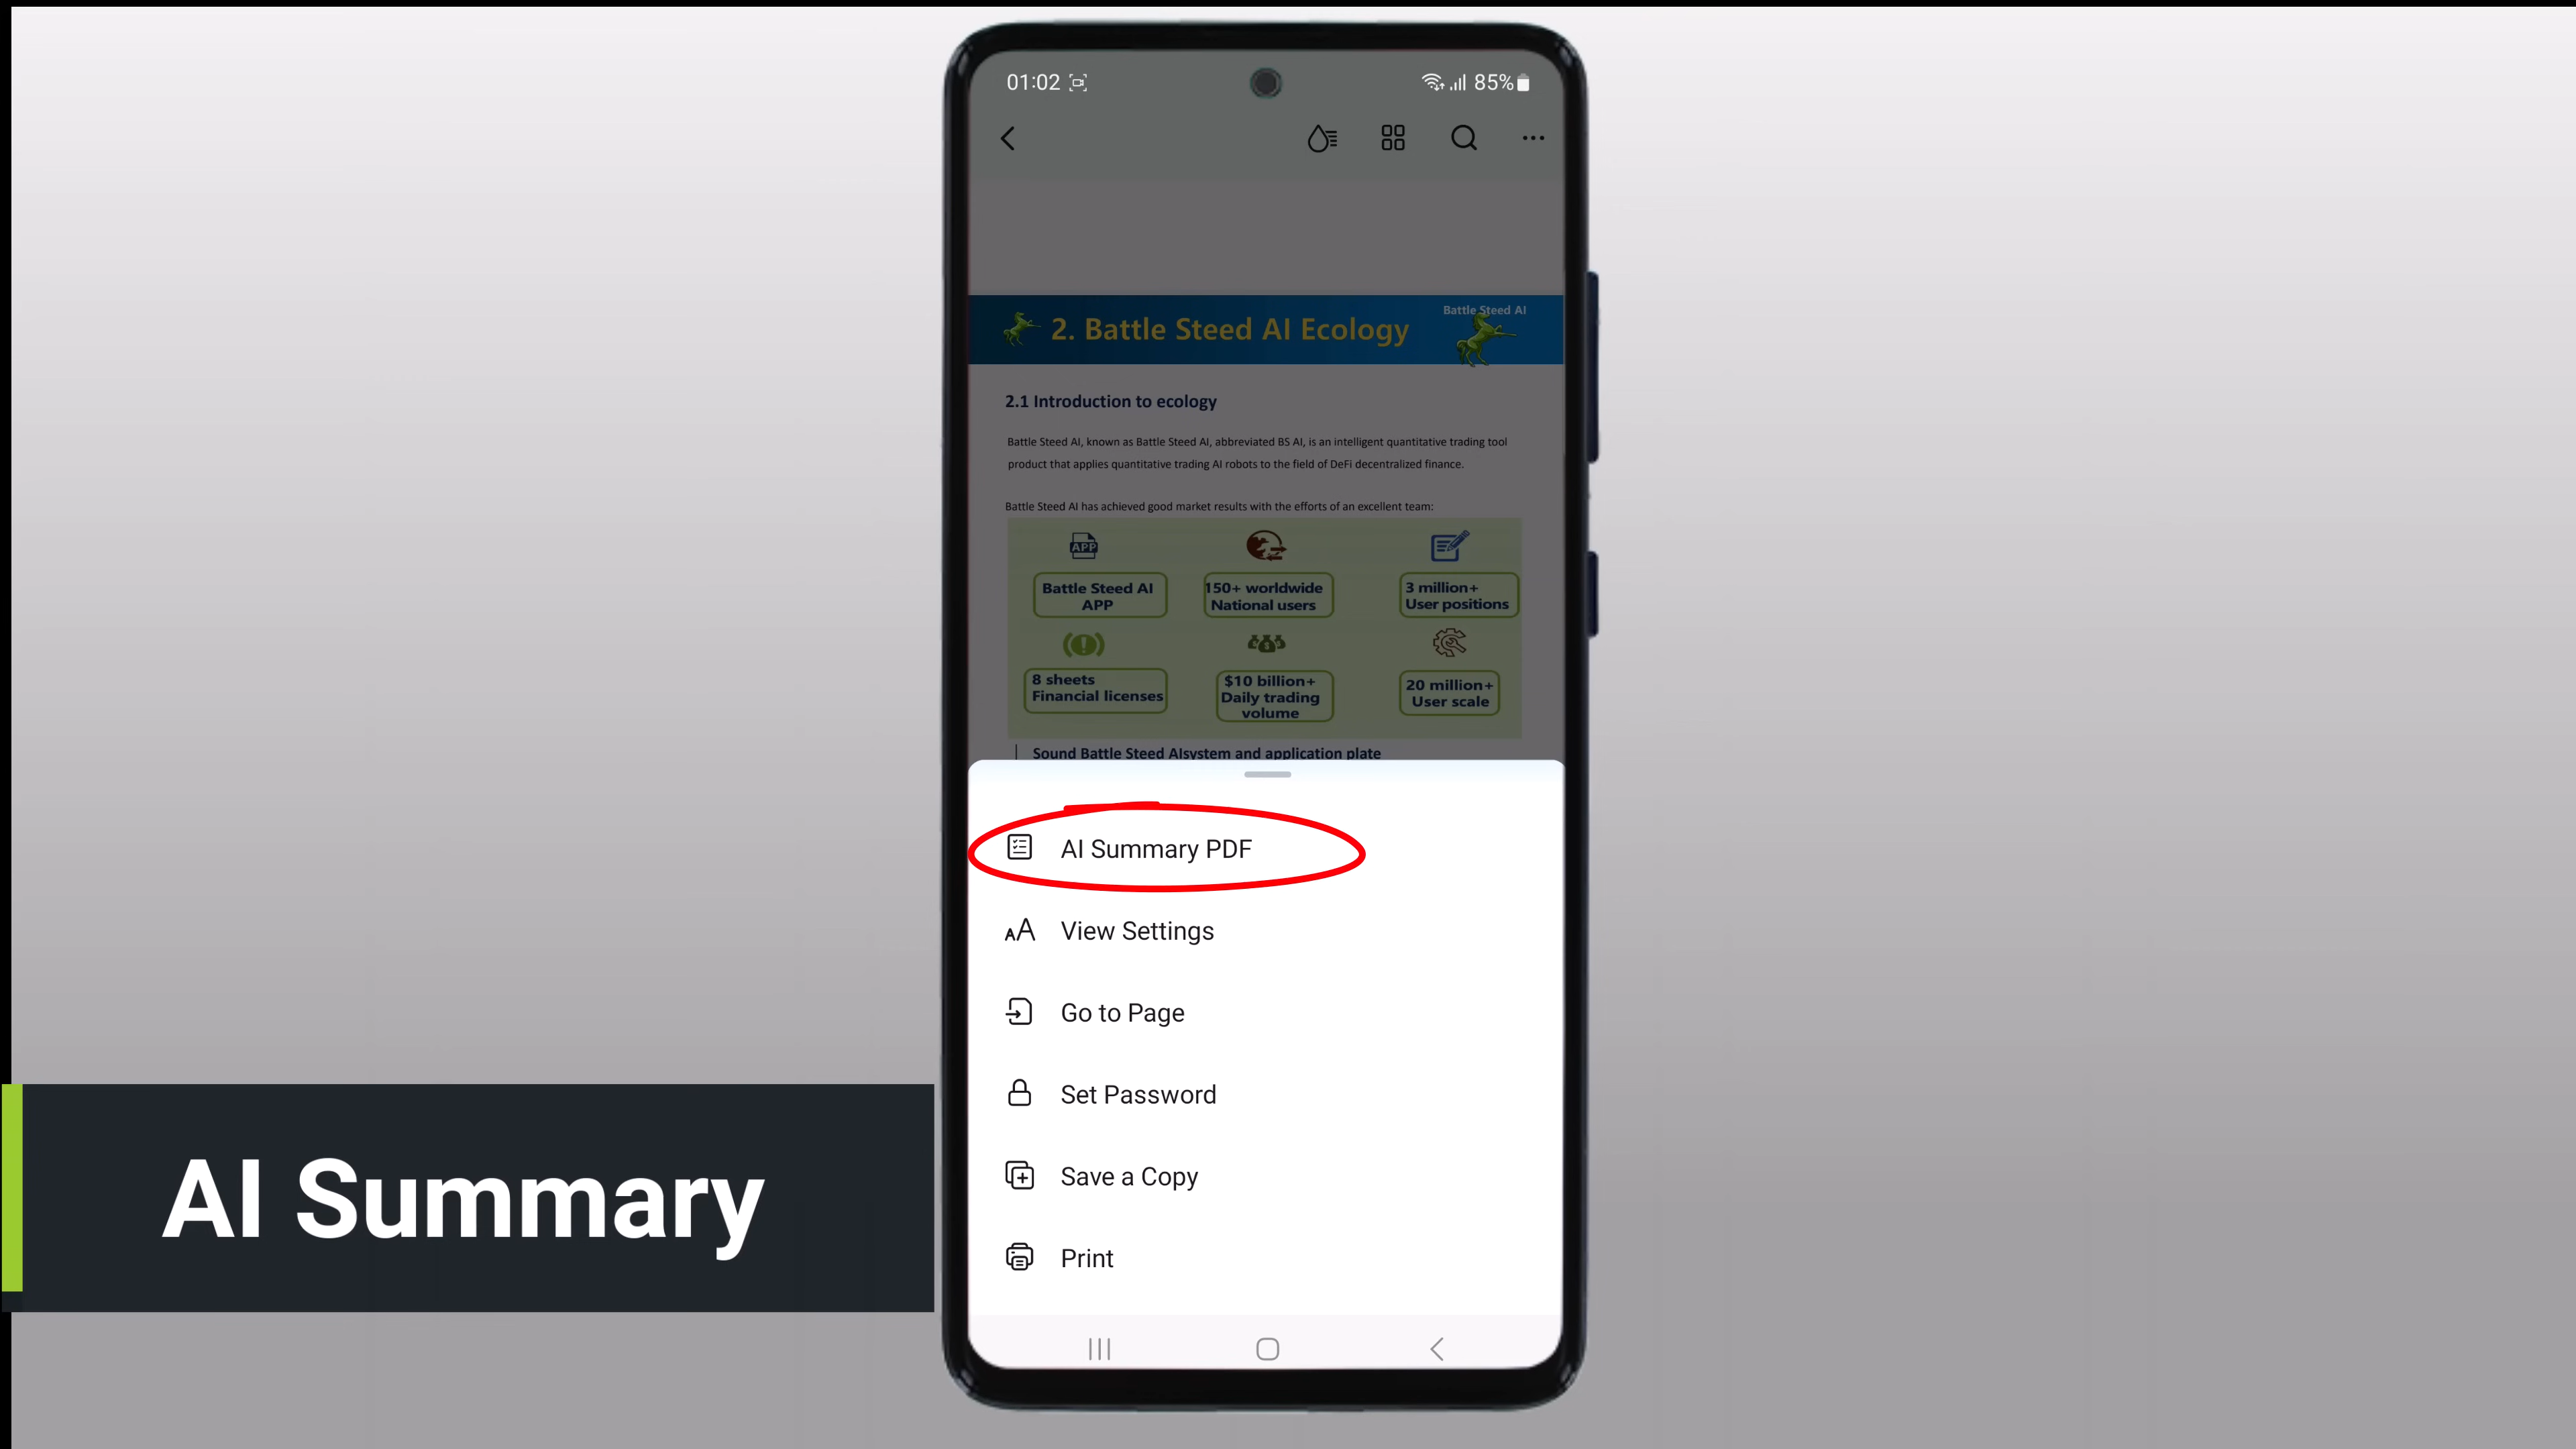 01:02
85%
Battle Steed AI
2. Battle Steed AI Ecology
2.1 Introduction to ecology
Battle Steed AI, known as Battle Steed AI, abbreviated BS AI, is an intelligent quantitative trading tool
product that applies quantitative trading AI robots to the field of DeFi decentralized finance.
Battle Steed AI has achieved good market results with the efforts of an excellent team:
APP
Battle Steed AI
APP
150+ worldwide
National users
3 million+
User positions
8 sheets
Financial licenses
$10 billion+
Daily trading
volume
20 million+
User scale
Sound Battle Steed AIsystem and application plate
AI Summary PDF
AA View Settings
Go to Page
Set Password
Save a Copy
Print
AI Summary